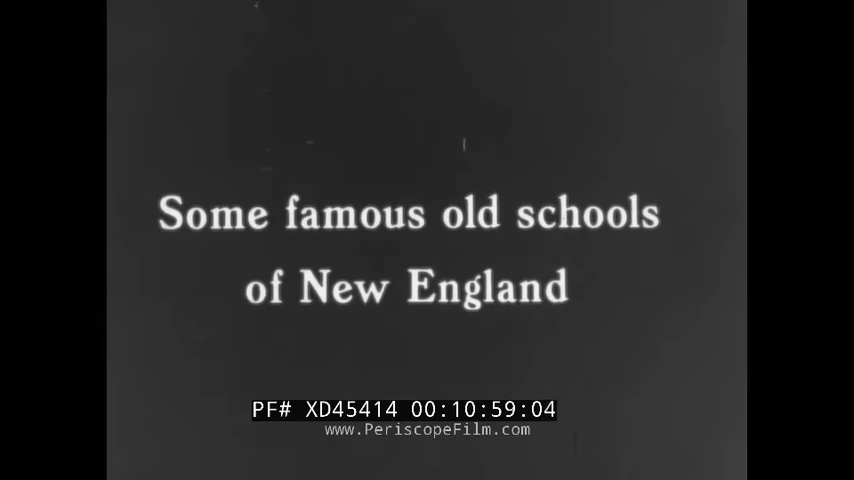 Some famous old schools
of New England
PF# XD45414 00:10:59:04
www.PeriscopeFilm.com